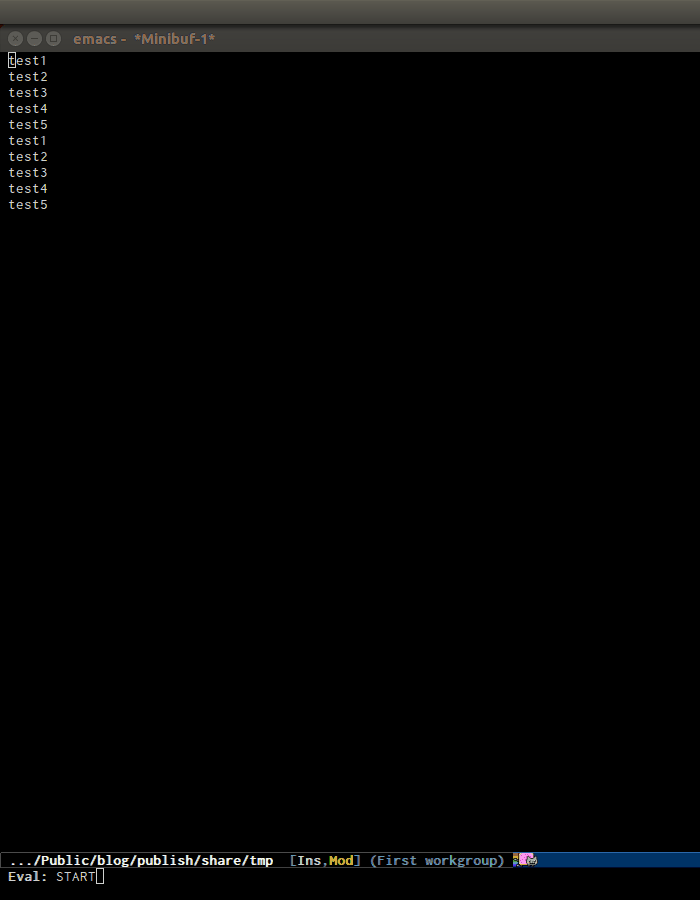 emacs - *Minibuf-1*
test1
test2
test3
test4
test5
test1
test2
test3
test4
test5
.../Public/blog/publish/share/tmp [Ins,Mod] (First workgroup)
Eval: START